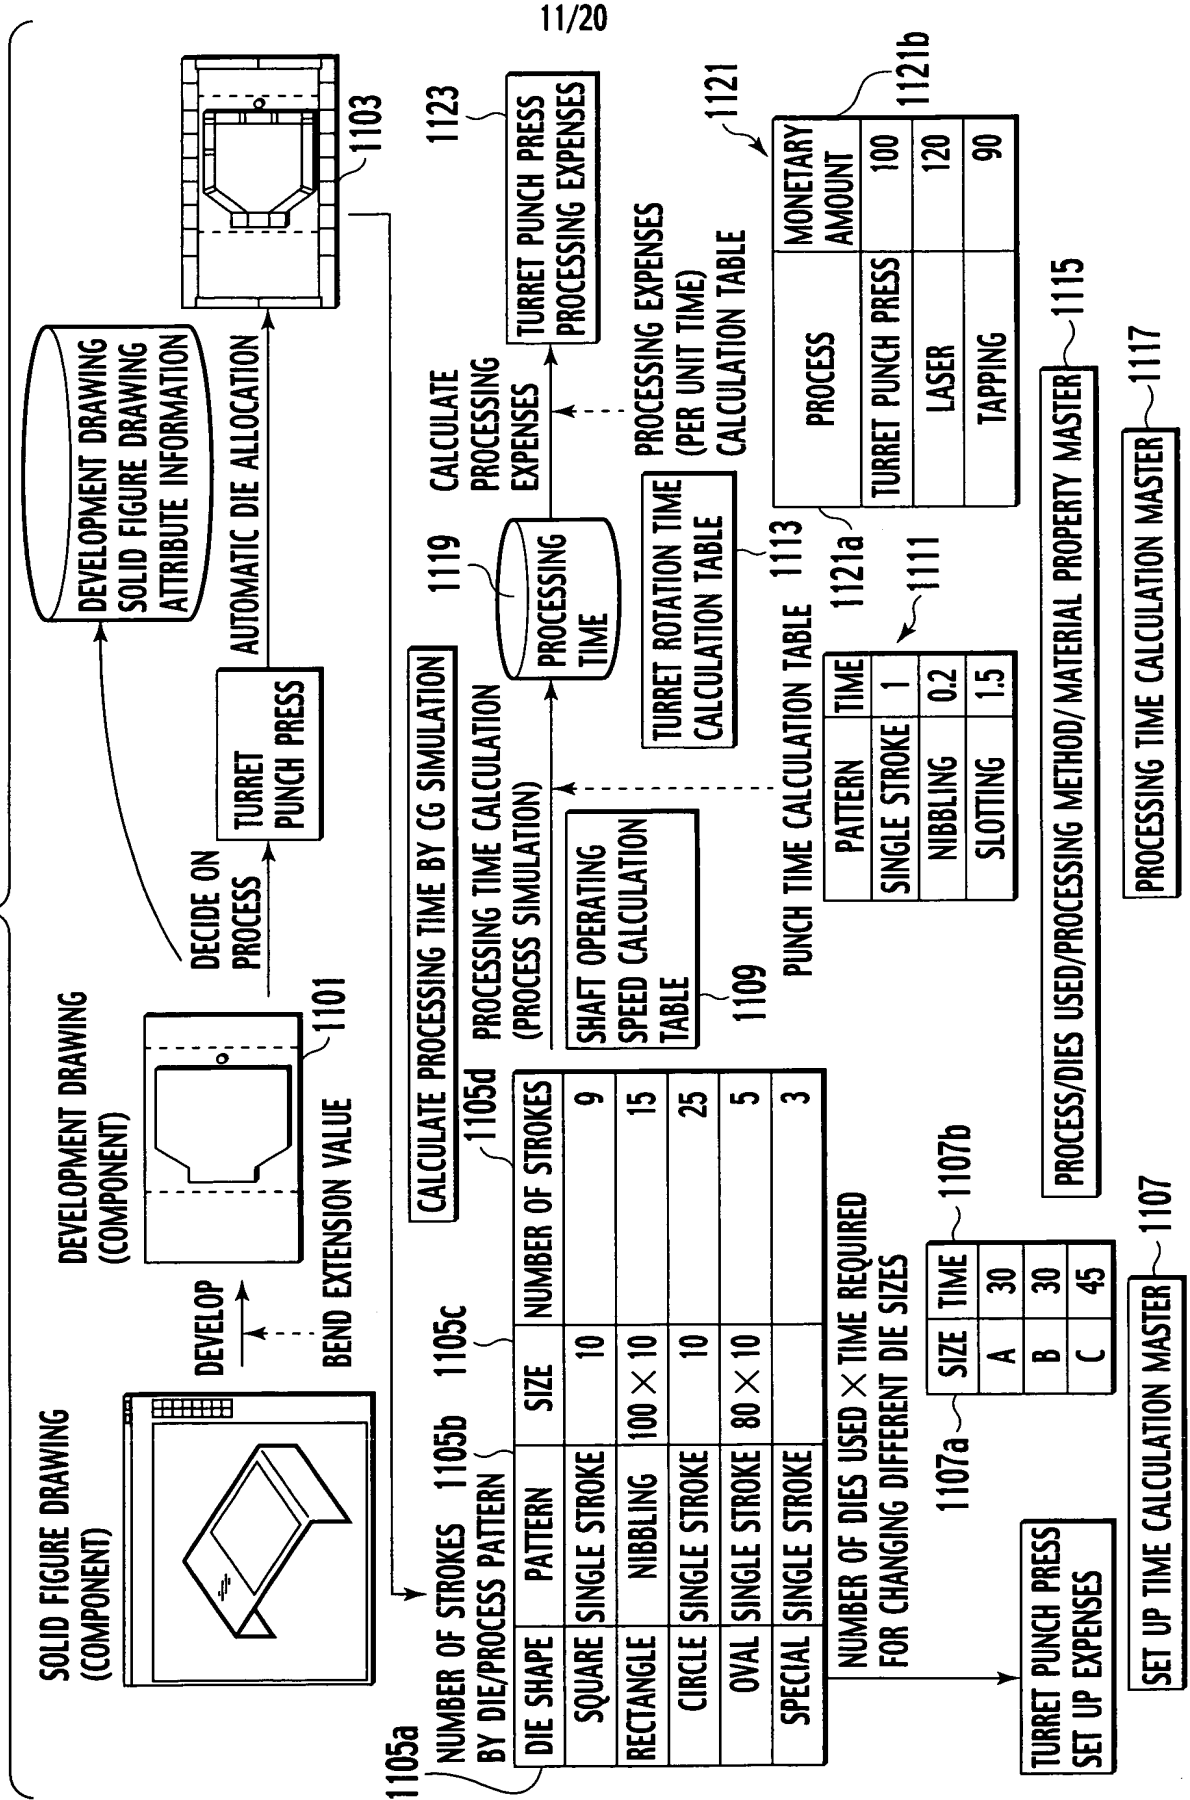 11/20
SOLID FIGURE DRAWING
(COMPONENT)
DEVELOP
BEND EXTENSION VALUE
DEVELOPMENT DRAWING
(COMPONENT)
1101
DECIDE ON
PROCESS
TURRET
PUNCH PRESS
DEVELOPMENT DRAWING
SOLID FIGURE DRAWING
ATTRIBUTE INFORMATION
AUTOMATIC DIE ALLOCATION
1103
NUMBER OF STROKES
BY DIE/PROCESS PATTERN
1105a
1105b
1105c
1105d
DIE SHAPE PATTERN SIZE NUMBER OF STROKES
SQUARE SINGLE STROKE 10 9
RECTANGLE NIBBLING 100 × 10 15
CIRCLE SINGLE STROKE 10 25
OVAL SINGLE STROKE 80 × 10 5
SPECIAL SINGLE STROKE 3
CALCULATE PROCESSING TIME BY CG SIMULATION
PROCESSING TIME CALCULATION
(PROCESS SIMULATION)
SHAFT OPERATING
SPEED CALCULATION
TABLE
1109
1119
PROCESSING
TIME
TURRET ROTATION TIME
CALCULATION TABLE
1113
CALCULATE
PROCESSING
EXPENSES
1123
TURRET PUNCH PRESS
PROCESSING EXPENSES
PROCESSING EXPENSES
(PER UNIT TIME)
CALCULATION TABLE
1121
1121a
1121b
PROCESS MONETARY
AMOUNT
TURRET PUNCH PRESS 100
LASER 120
TAPPING 90
PUNCH TIME CALCULATION TABLE
1111
PATTERN TIME
SINGLE STROKE 1
NIBBLING 0.2
SLOTTING 1.5
NUMBER OF DIES USED × TIME REQUIRED
FOR CHANGING DIFFERENT DIE SIZES
1107a
1107b
SIZE TIME
A 30
B 30
C 45
TURRET PUNCH PRESS
SET UP EXPENSES
SET UP TIME CALCULATION MASTER
1107
PROCESS/DIES USED/PROCESSING METHOD/MATERIAL PROPERTY MASTER
1115
PROCESSING TIME CALCULATION MASTER
1117